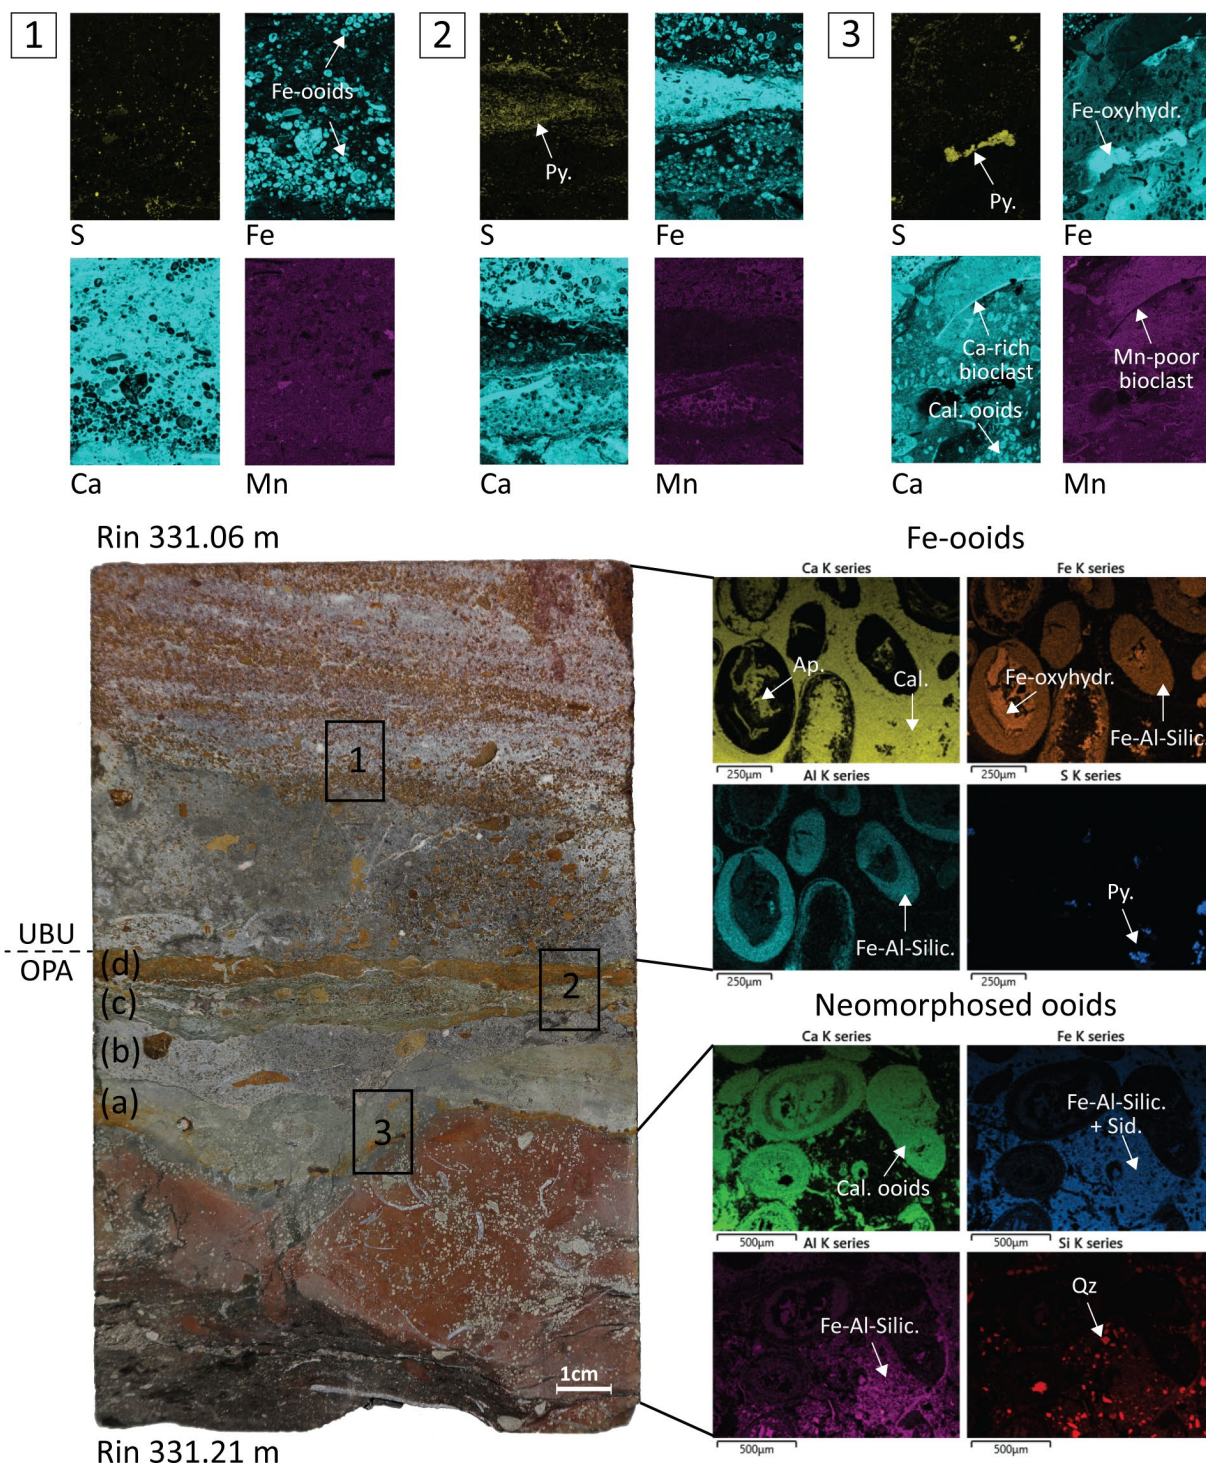 1
2
3
Fe-ooids
Py.
Fe-oxyhydr.
Py.
S
Fe
S
Fe
S
Fe
Ca-rich
bioclast
Cal. ooids
Mn-poor
bioclast
Ca
Mn
Ca
Mn
Ca
Mn
Rin 331.06 m
1
2
3
UBU
OPA
(d)
(c)
(b)
(a)
1cm
Rin 331.21 m
Fe-ooids
Ca K series
Fe K series
Ap.
Cal.
Fe-oxyhydr.
Fe-Al-Silic.
250µm
250µm
Al K series
S K series
Fe-Al-Silic.
Py.
250µm
250µm
Neomorphosed ooids
Ca K series
Fe K series
Cal. ooids
Fe-Al-Silic.
+ Sid.
500µm
500µm
Al K series
Si K series
Fe-Al-Silic.
Qz
500µm
500µm